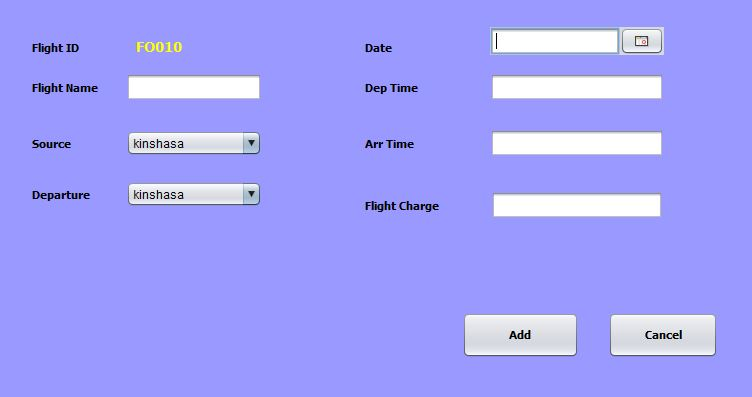 Flight ID FO010
Date
Flight Name
Dep Time
Source kinshasa
Arr Time
Departure kinshasa
Flight Charge
Add
Cancel